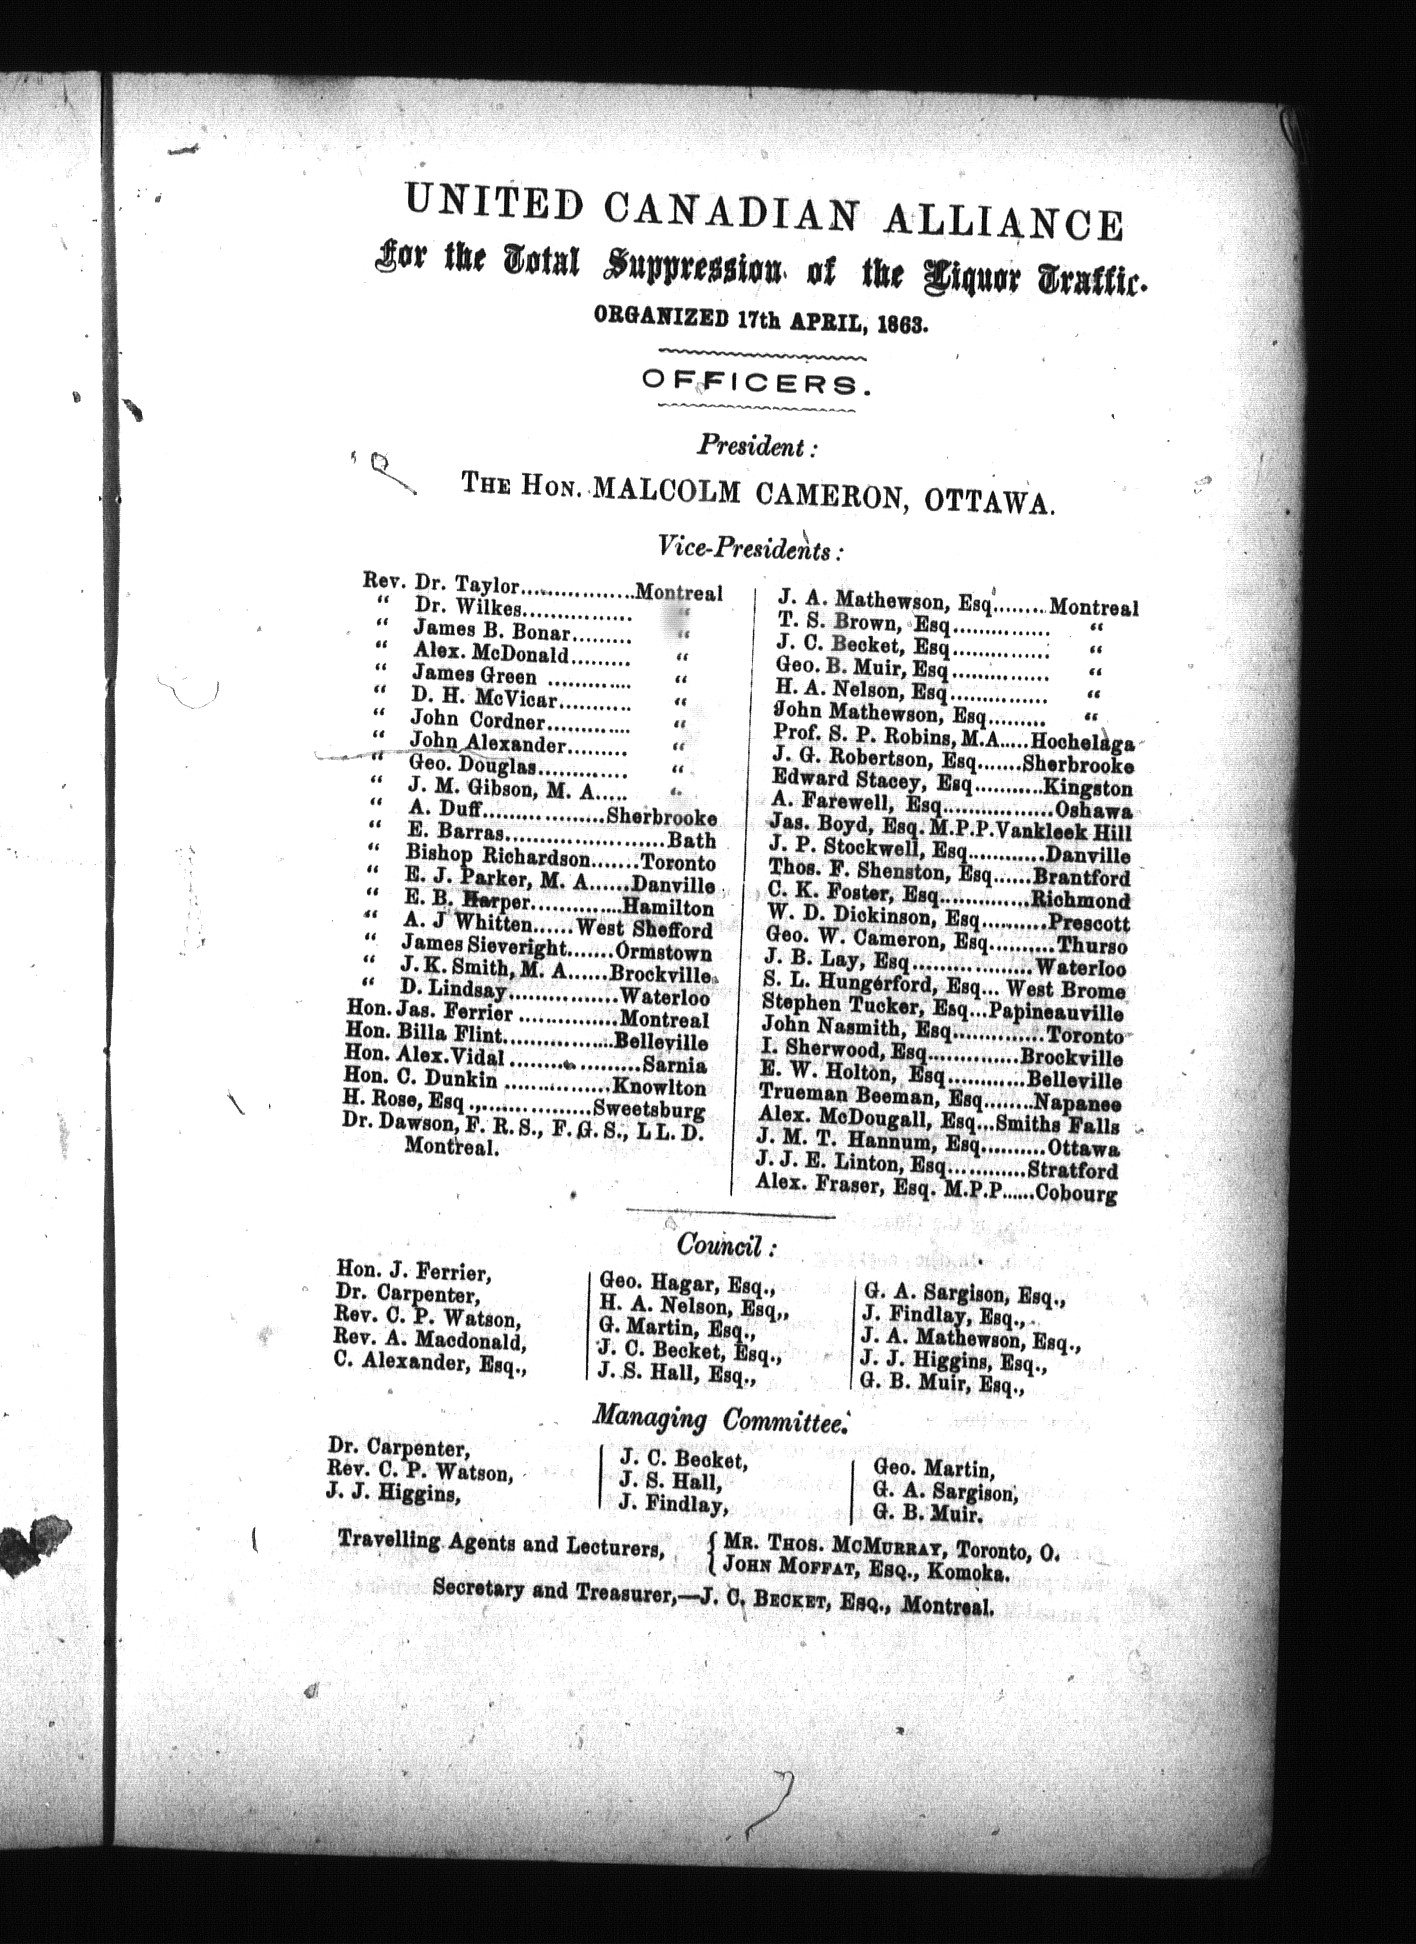 UNITED CANADIAN ALLIANCE
For the Total Suppression of the Liquor Traffic.
ORGANIZED 17th APRIL, 1863.
OFFICERS.
President:
THE HON. MALCOLM CAMERON, OTTAWA.
Vice-Presidents:
Rev. Dr. Taylor.................Montreal
“ Dr. Wilkes............... “
“ James B. Bonar......... “
“ Alex. McDonald......... “
“ James Green ............. “
“ D. H. McVicar........... “
“ John Cordner............. “
“ John Alexander......... “
“ Geo. Douglas............. “
“ J. M. Gibson, M. A..... “
“ A. Duff..................Sherbrooke
“ E. Barras........................Bath
“ Bishop Richardson.......Toronto
“ E. J. Parker, M. A......Danville
“ E. B. Harper..............Hamilton
“ A. J Whitten......West Shefford
“ James Sieveright.......Ormstown
“ J. K. Smith, M. A......Brockville
“ D. Lindsay................Waterloo
Hon. Jas. Ferrier ...............Montreal
Hon. Billa Flint.................Belleville
Hon. Alex. Vidal ...................Sarnia
Hon. C. Dunkin ................Knowlton
H. Rose, Esq .,................Sweetsburg
Dr. Dawson, F. R. S., F. G. S., LL. D.
Montreal.
J. A. Mathewson, Esq.........Montreal
T. S. Brown, Esq............... “
J. C. Becket, Esq............... “
Geo. B. Muir, Esq............... “
H. A. Nelson, Esq............... “
John Mathewson, Esq......... “
Prof. S. P. Robins, M.A.....Hochelaga
J. G. Robertson, Esq.......Sherbrooke
Edward Stacey, Esq...........Kingston
A. Farewell, Esq.................Oshawa
Jas. Boyd, Esq. M.P.P.Vankleek Hill
J. P. Stockwell, Esq............Danville
Thos. F. Shenston, Esq......Brantford
C. K. Foster, Esq..............Richmond
W. D. Dickinson, Esq..........Prescott
Geo. W. Cameron, Esq..........Thurso
J. B. Lay, Esq..................Waterloo
S. L. Hungerford, Esq... West Brome
Stephen Tucker, Esq...Papineauville
John Nasmith, Esq..............Toronto
I. Sherwood, Esq..............Brockville
E. W. Holton, Esq............Belleville
Trueman Beeman, Esq........Napanee
Alex. McDougall, Esq...Smiths Falls
J. M. T. Hannum, Esq..........Ottawa
J. J. E. Linton, Esq............Stratford
Alex. Fraser, Esq. M.P.P......Cobourg
Council:
Hon. J. Ferrier,
Dr. Carpenter,
Rev. C. P. Watson,
Rev. A. Macdonald,
C. Alexander, Esq.,
Geo. Hagar, Esq.,
H. A. Nelson, Esq,,
G. Martin, Esq.,
J. C. Becket, Esq.,
J. S. Hall, Esq.,
G. A. Sargison, Esq.,
J. Findlay, Esq.,
J. A. Mathewson, Esq.,
J. J. Higgins, Esq.,
G. B. Muir, Esq.,
Managing Committee:
Dr. Carpenter,
Rev. C. P. Watson,
J. J. Higgins,
J. C. Becket,
J. S. Hall,
J. Findlay,
Geo. Martin,
G. A. Sargison,
G. B. Muir.
Travelling Agents and Lecturers, { MR. THOS. MCMURRAY, Toronto, O.
JOHN MOFFAT, ESQ., Komoka.
Secretary and Treasurer,—J. C. BECKET, ESQ., Montreal.